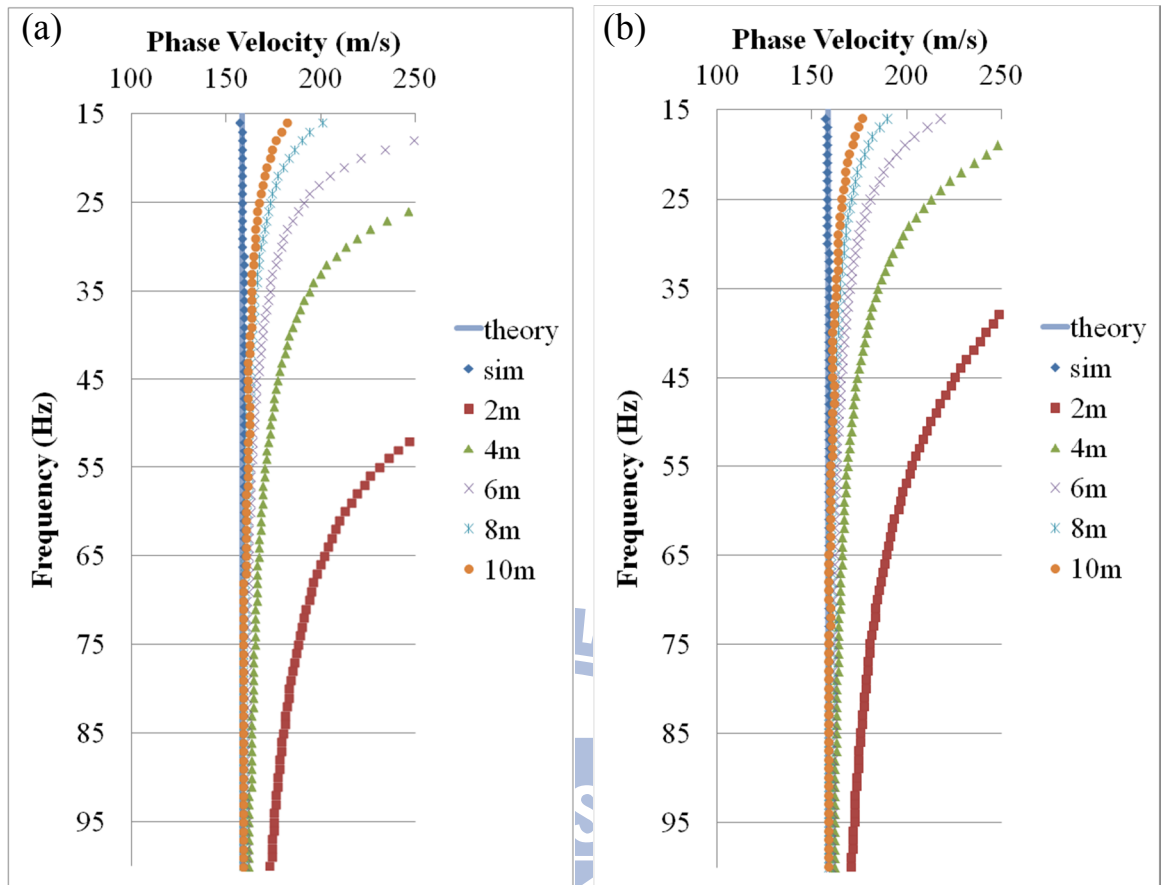 (a)
Phase Velocity (m/s)
100 150 200 250
15
25
35
45
55
65
75
85
95
Frequency (Hz)
theory
sim
2m
4m
6m
8m
10m
(b)
Phase Velocity (m/s)
100 150 200 250
15
25
35
45
55
65
75
85
95
Frequency (Hz)
theory
sim
2m
4m
6m
8m
10m